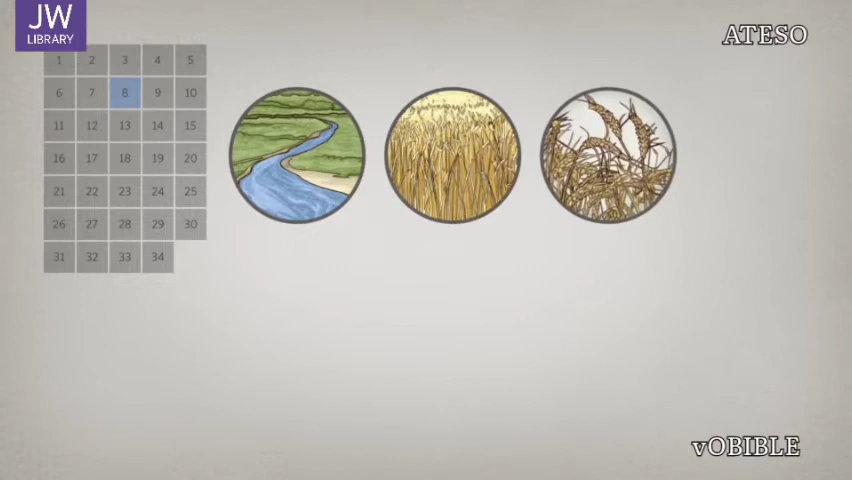 JW
LIBRARY
ATESO
1 2 3 4 5
6 7 8 9 10
11 12 13 14 15
16 17 18 19 20
21 22 23 24 25
26 27 28 29 30
31 32 33 34
vOBIBLE